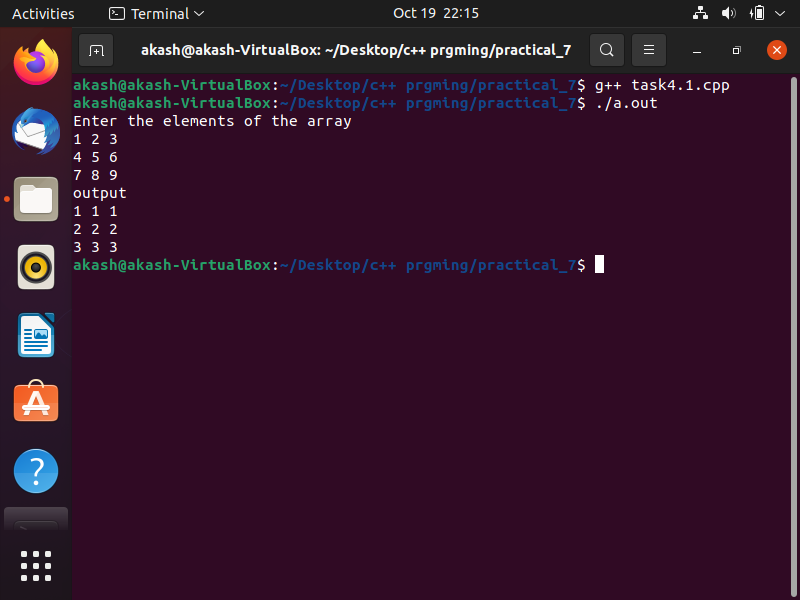 Activities
Terminal
Oct 19 22:15
akash@akash-VirtualBox: ~/Desktop/c++ prgming/practical_7
akash@akash-VirtualBox:~/Desktop/c++ prgming/practical_7$ g++ task4.1.cpp
akash@akash-VirtualBox:~/Desktop/c++ prgming/practical_7$ ./a.out
Enter the elements of the array
1 2 3
4 5 6
7 8 9
output
1 1 1
2 2 2
3 3 3
akash@akash-VirtualBox:~/Desktop/c++ prgming/practical_7$